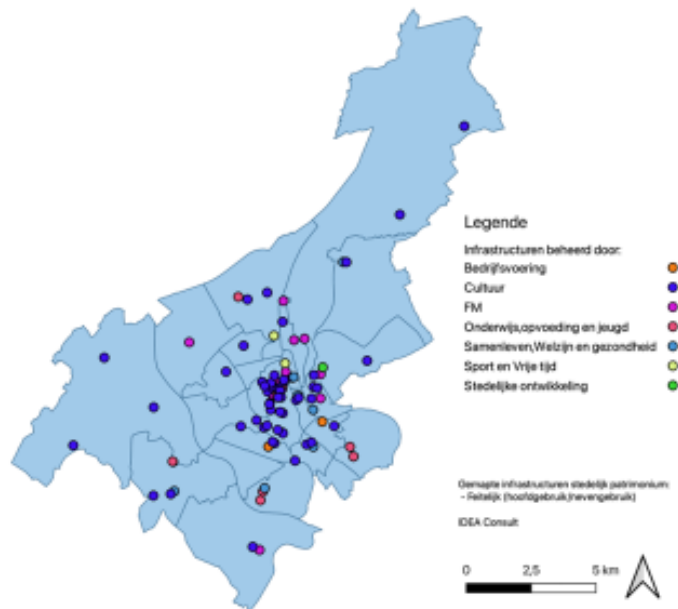 Legende
Infrastructuren beheerd door:
Bedrijfsvoering
Cultuur
FM
Onderwijs,opvoeding en jeugd
Samenleven,Welzijn en gezondheid
Sport en Vrije tijd
Stedelijke ontwikkeling
Gemapte infrastructuren stedelijk patrimonium:
- Feitelijk (hoofdgebruik/nevengebruik)
IDEA Consult
0 2,5 5 km